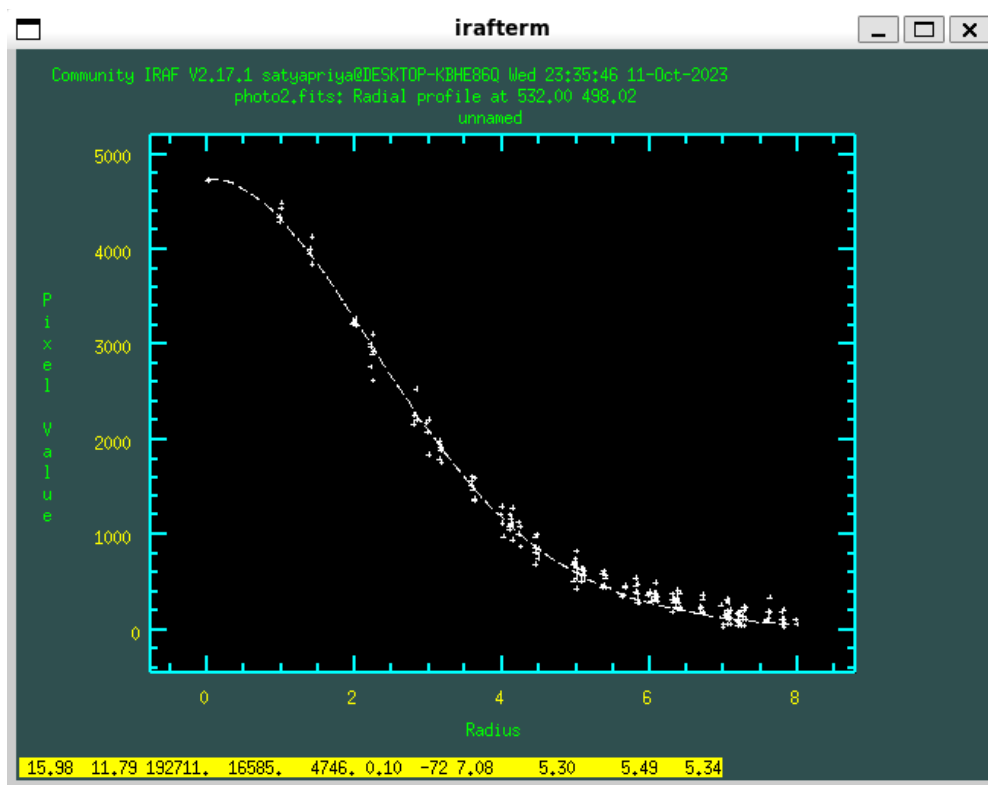 irafterm
Community IRAF V2.17.1 satyapriya@DESKTOP-KBHE86Q Wed 23:35:46 11-Oct-2023
photo2.fits: Radial profile at 532.00 498.02
unnamed
5000
4000
3000
2000
1000
0
Pixel Value
0 2 4 6 8
Radius
15.98 11.79 192711. 16585. 4746. 0.10 -72 7.08 5.30 5.49 5.34